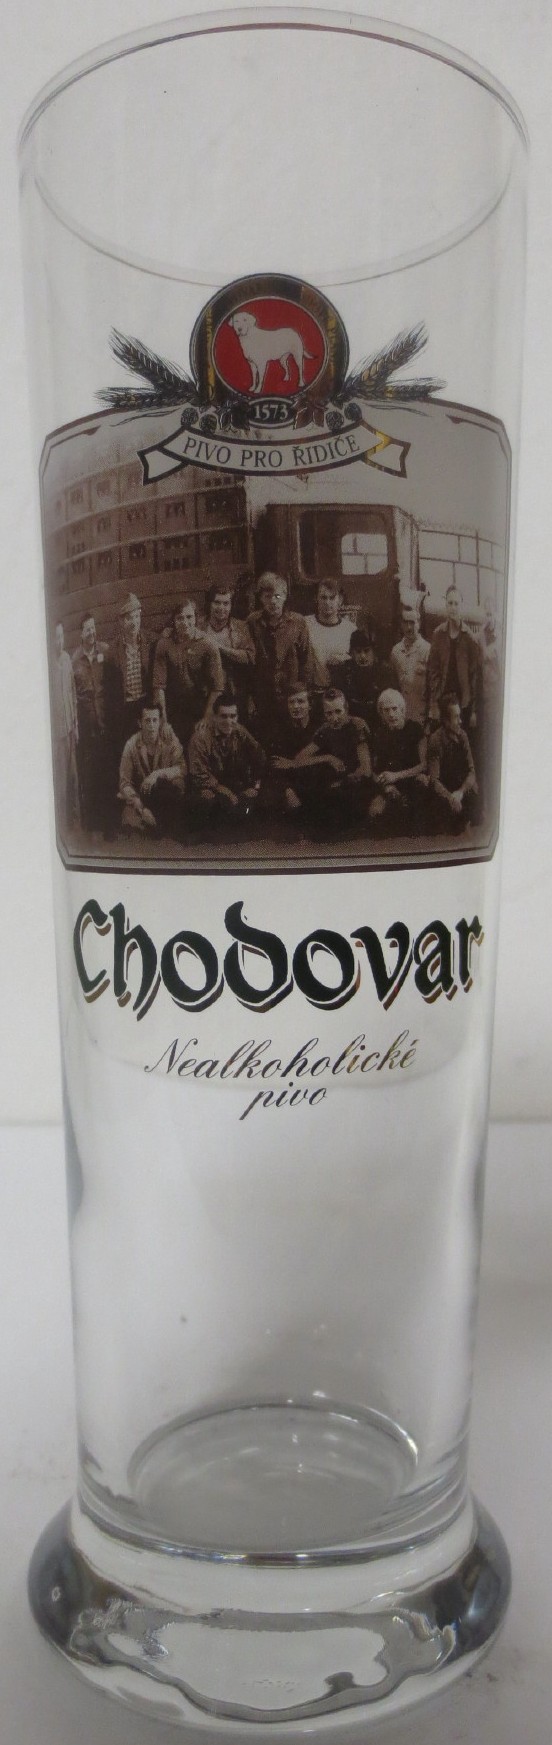 1573
PIVO PRO ŘIDIČE
Chodovar
Nealkoholické
pivo